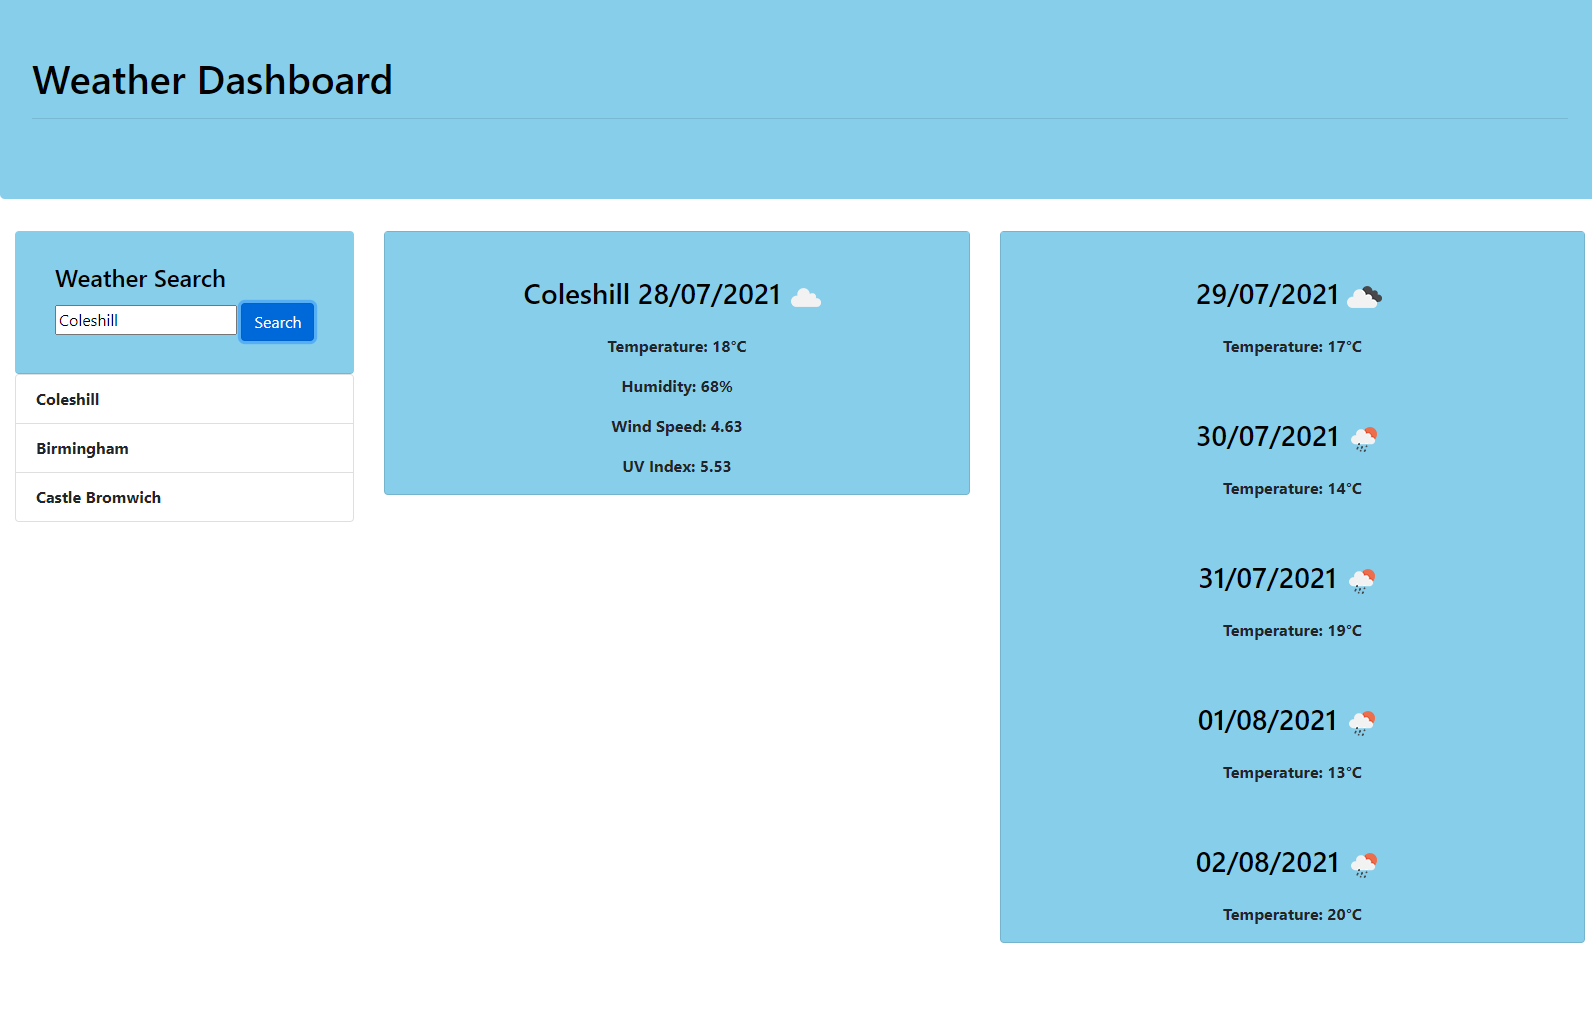 Weather Dashboard
Weather Search
Coleshill
Search
Coleshill
Birmingham
Castle Bromwich
Coleshill 28/07/2021
Temperature: 18°C
Humidity: 68%
Wind Speed: 4.63
UV Index: 5.53
29/07/2021
Temperature: 17°C
30/07/2021
Temperature: 14°C
31/07/2021
Temperature: 19°C
01/08/2021
Temperature: 13°C
02/08/2021
Temperature: 20°C